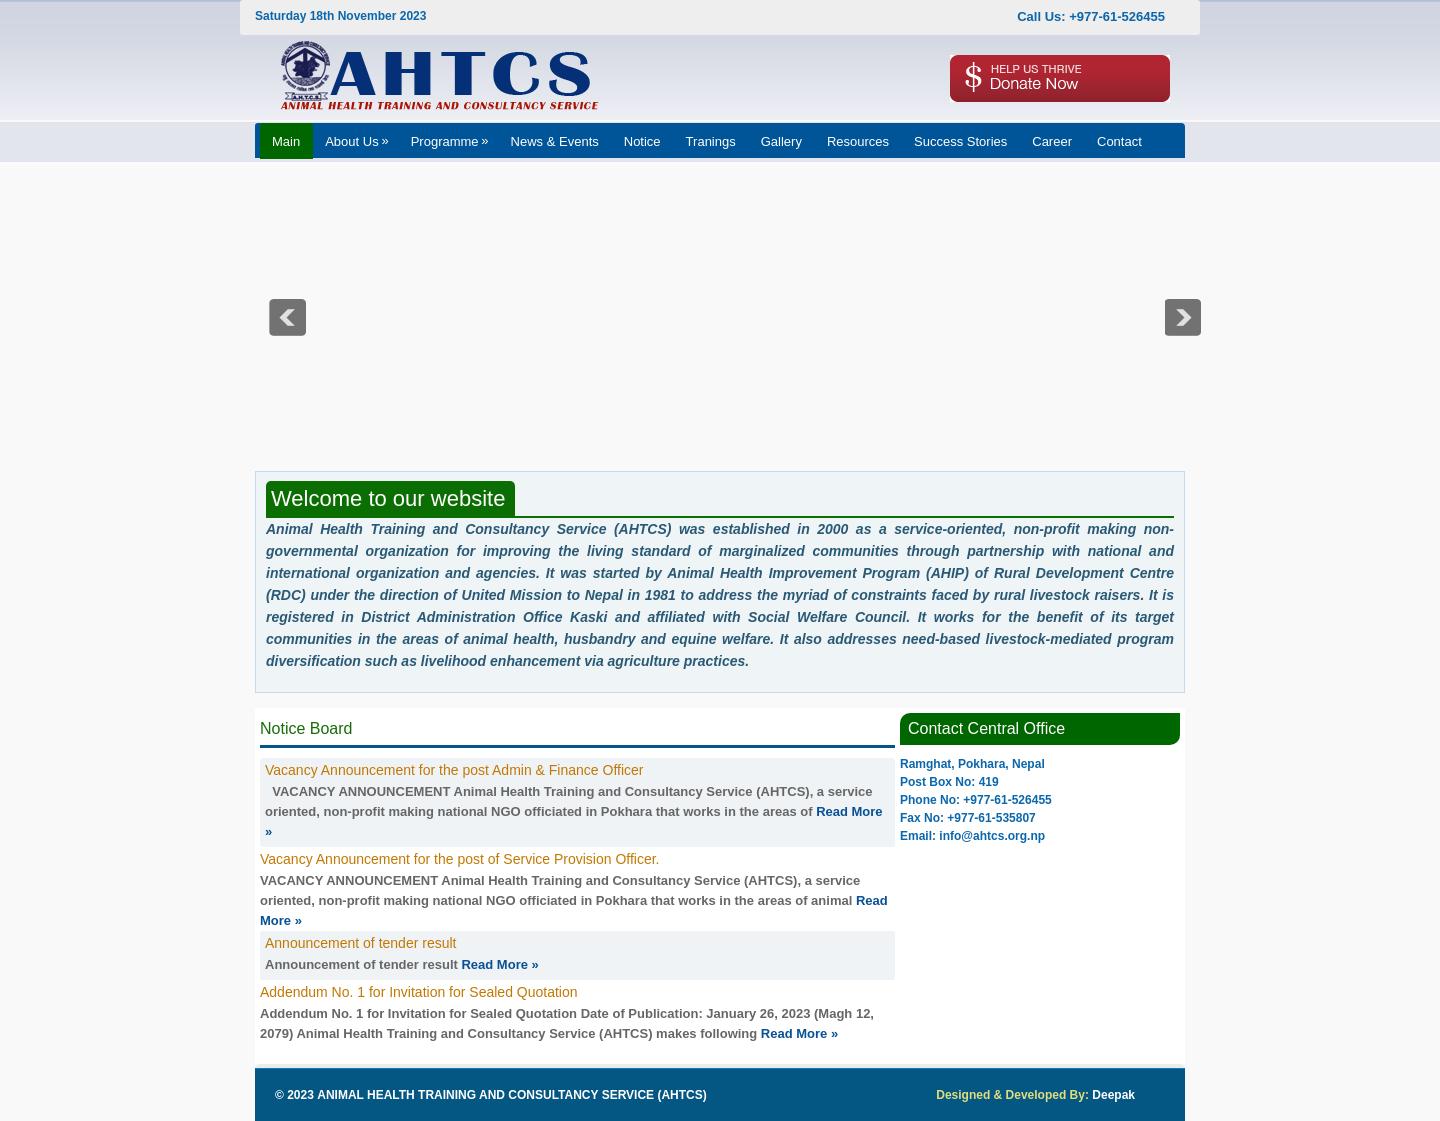 Saturday 18th November 2023
Call Us: +977-61-526455
AHTCS
ANIMAL HEALTH TRAINING AND CONSULTANCY SERVICE
HELP US THRIVE
$ Donate Now
Main About Us » Programme » News & Events Notice Tranings Gallery Resources Success Stories Career Contact
Welcome to our website
Animal Health Training and Consultancy Service (AHTCS) was established in 2000 as a service-oriented, non-profit making non-
governmental organization for improving the living standard of marginalized communities through partnership with national and
international organization and agencies. It was started by Animal Health Improvement Program (AHIP) of Rural Development Centre
(RDC) under the direction of United Mission to Nepal in 1981 to address the myriad of constraints faced by rural livestock raisers. It is
registered in District Administration Office Kaski and affiliated with Social Welfare Council. It works for the benefit of its target
communities in the areas of animal health, husbandry and equine welfare. It also addresses need-based livestock-mediated program
diversification such as livelihood enhancement via agriculture practices.
Notice Board
Vacancy Announcement for the post Admin & Finance Officer
VACANCY ANNOUNCEMENT Animal Health Training and Consultancy Service (AHTCS), a service
oriented, non-profit making national NGO officiated in Pokhara that works in the areas of Read More
»
Vacancy Announcement for the post of Service Provision Officer.
VACANCY ANNOUNCEMENT Animal Health Training and Consultancy Service (AHTCS), a service
oriented, non-profit making national NGO officiated in Pokhara that works in the areas of animal Read
More »
Announcement of tender result
Announcement of tender result Read More »
Addendum No. 1 for Invitation for Sealed Quotation
Addendum No. 1 for Invitation for Sealed Quotation Date of Publication: January 26, 2023 (Magh 12,
2079) Animal Health Training and Consultancy Service (AHTCS) makes following Read More »
Contact Central Office
Ramghat, Pokhara, Nepal
Post Box No: 419
Phone No: +977-61-526455
Fax No: +977-61-535807
Email: info@ahtcs.org.np
© 2023 ANIMAL HEALTH TRAINING AND CONSULTANCY SERVICE (AHTCS)
Designed & Developed By: Deepak